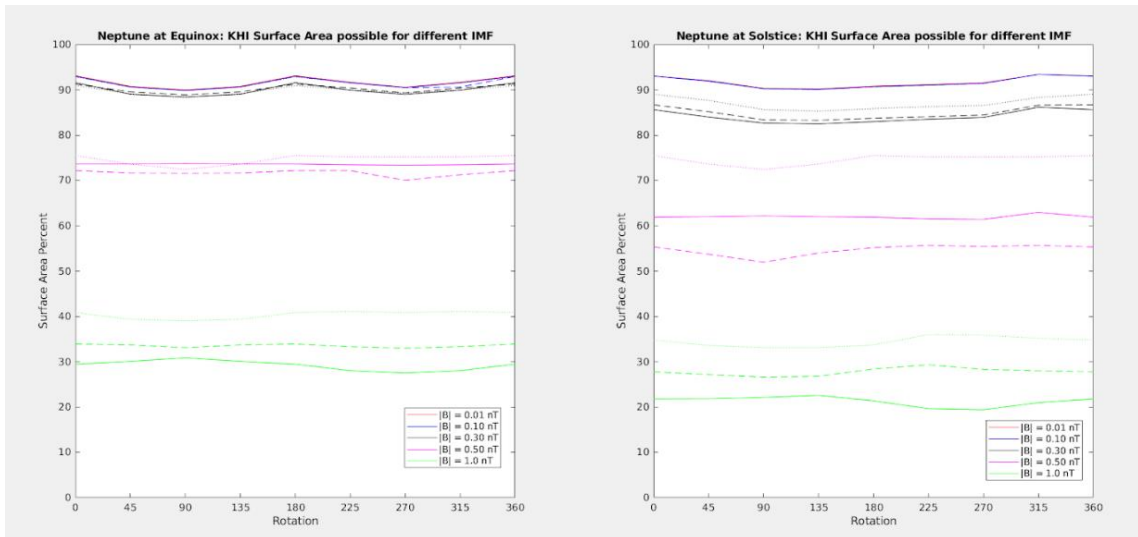 Neptune at Equinox: KHI Surface Area possible for different IMF
100
90
80
70
60
50
40
30
20
10
0
Surface Area Percent
0 45 90 135 180 225 270 315 360
Rotation
|B| = 0.01 nT
|B| = 0.10 nT
|B| = 0.30 nT
|B| = 0.50 nT
|B| = 1.0 nT
Neptune at Solstice: KHI Surface Area possible for different IMF
100
90
80
70
60
50
40
30
20
10
0
Surface Area Percent
0 45 90 135 180 225 270 315 360
Rotation
|B| = 0.01 nT
|B| = 0.10 nT
|B| = 0.30 nT
|B| = 0.50 nT
|B| = 1.0 nT